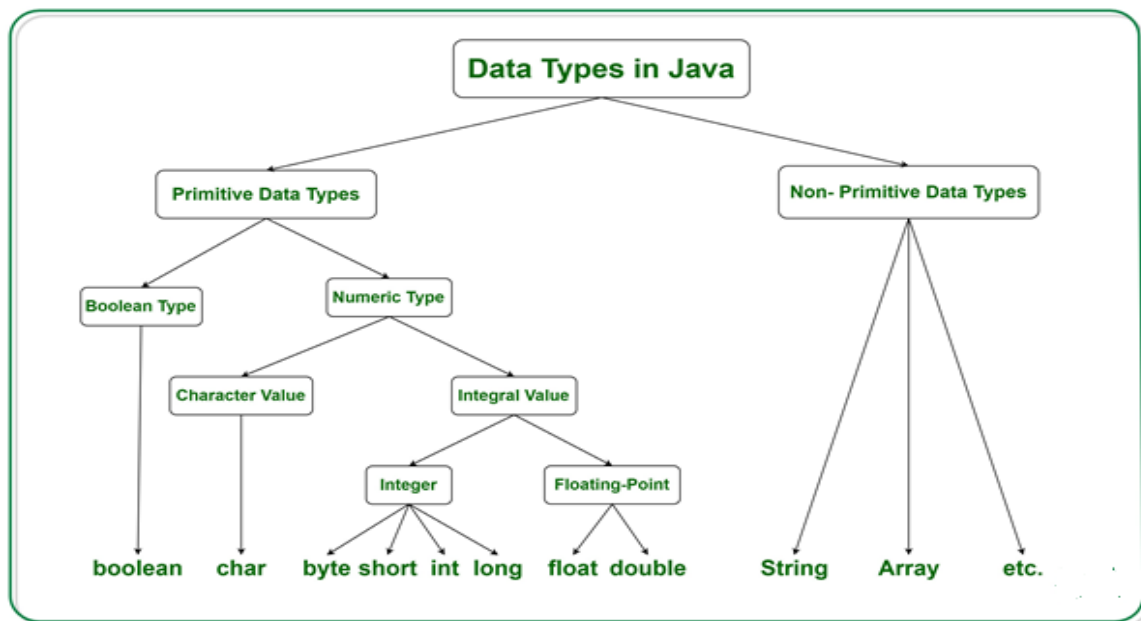 Data Types in Java
Primitive Data Types
Non- Primitive Data Types
Boolean Type
Numeric Type
Character Value
Integral Value
Integer
Floating-Point
boolean char byte short int long float double String Array etc.